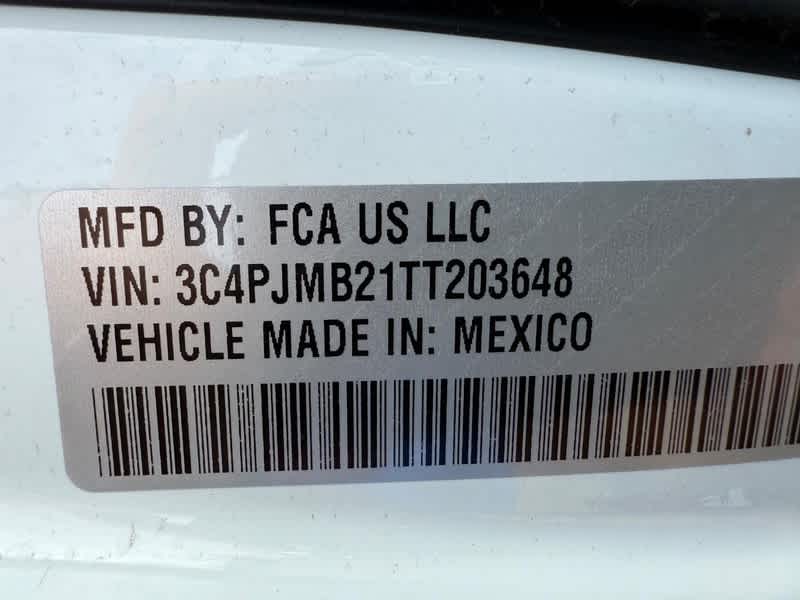 MFD BY: FCA US LLC
VIN: 3C4PJMB21TT203648
VEHICLE MADE IN: MEXICO